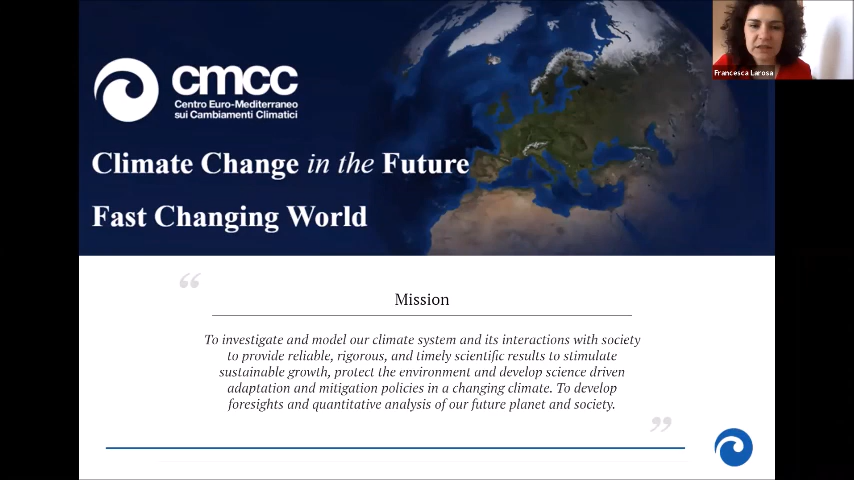 Francesca Larosa
cmcc
Centro Euro-Mediterraneo
sui Cambiamenti Climatici
Climate Change in the Future
Fast Changing World
“
Mission
To investigate and model our climate system and its interactions with society
to provide reliable, rigorous, and timely scientific results to stimulate
sustainable growth, protect the environment and develop science driven
adaptation and mitigation policies in a changing climate. To develop
foresights and quantitative analysis of our future planet and society.
”